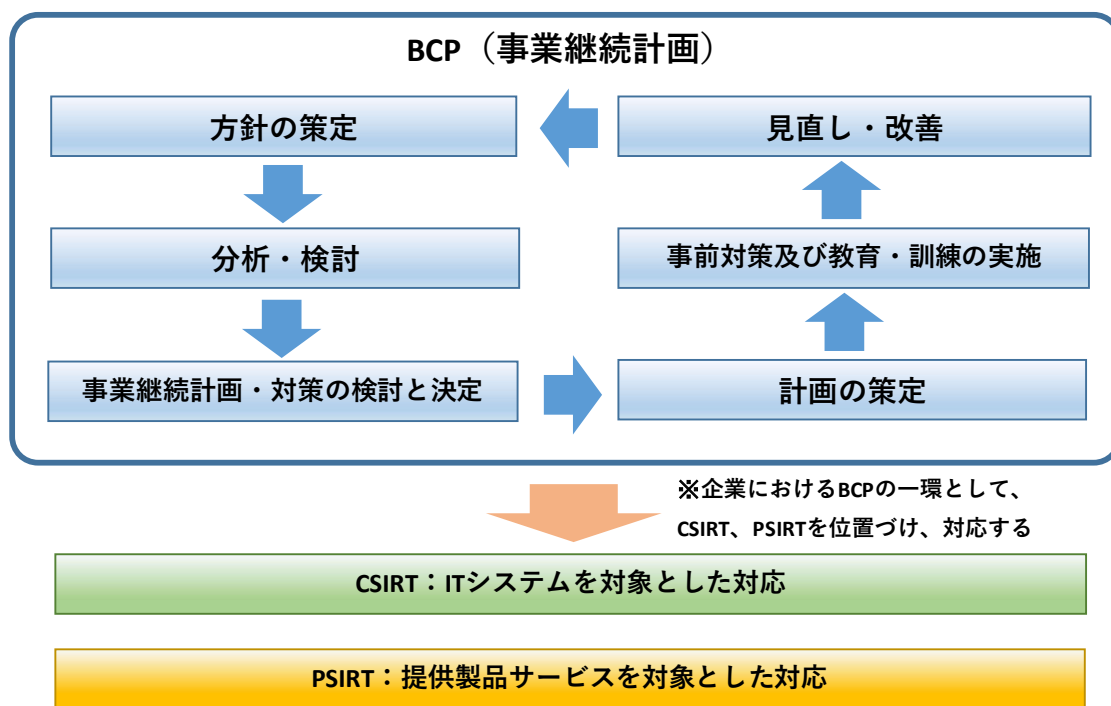 BCP（事業継続計画）
方針の策定
見直し・改善
分析・検討
事前対策及び教育・訓練の実施
事業継続計画・対策の検討と決定
計画の策定
※企業におけるBCPの一環として、
CSIRT、PSIRTを位置づけ、対応する
CSIRT：ITシステムを対象とした対応
PSIRT：提供製品サービスを対象とした対応